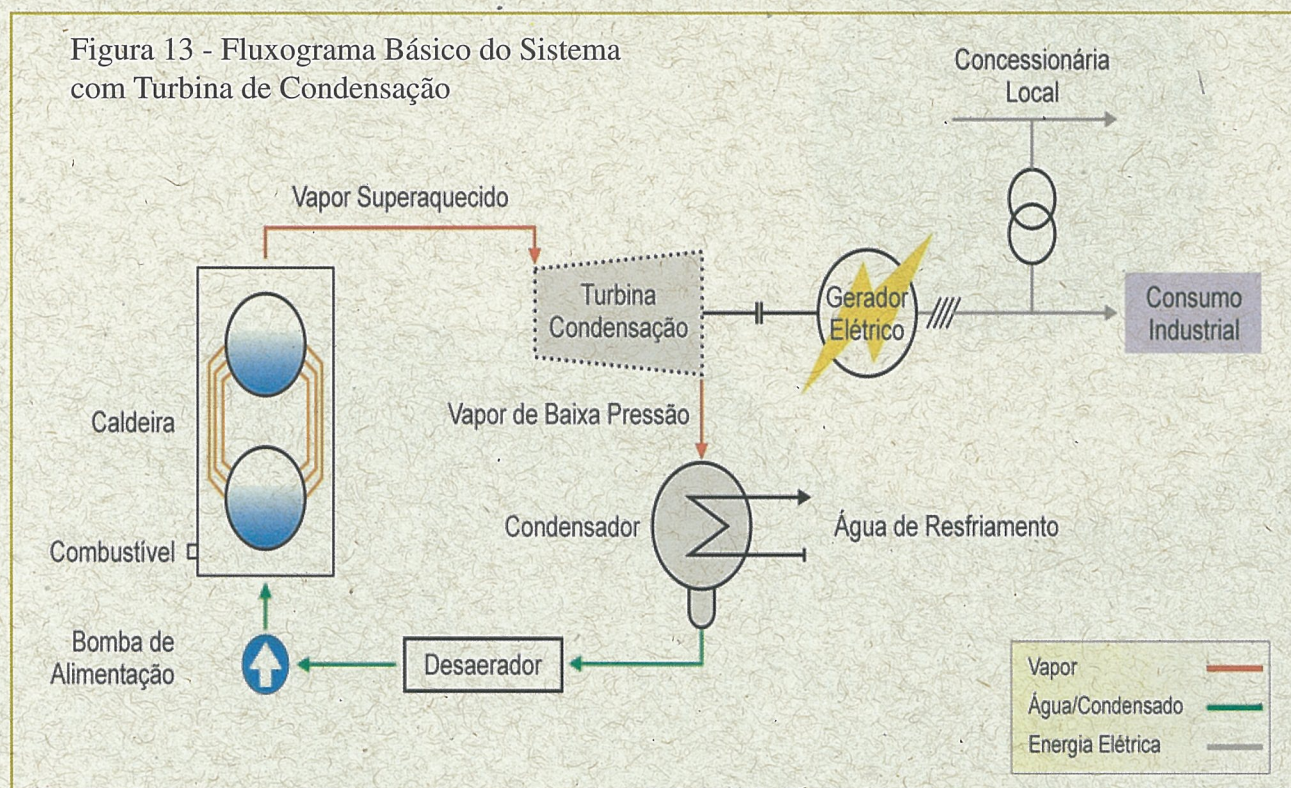 Figura 13 - Fluxograma Básico do Sistema
com Turbina de Condensação
Concessionária
Local
Vapor Superaquecido
Turbina
Condensação
Gerador
Elétrico
Consumo
Industrial
Vapor de Baixa Pressão
Caldeira
Condensador
Água de Resfriamento
Combustível
Bomba de
Alimentação
Desaerador
Vapor
Água/Condensado
Energia Elétrica